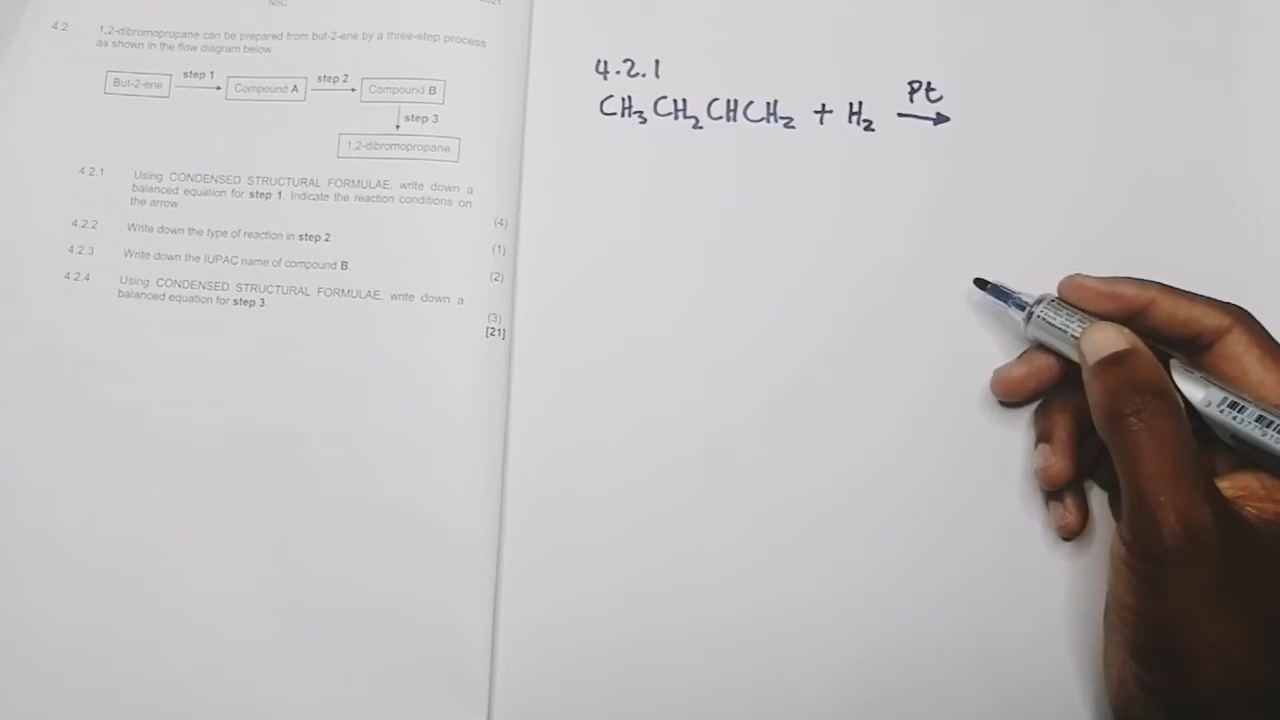 NSC
4.2 1,2-dibromopropane can be prepared from but-2-ene by a three-step process
as shown in the flow diagram below:
But-2-ene step 1 Compound A step 2 Compound B
step 3
1,2-dibromopropane
4.2.1 Using CONDENSED STRUCTURAL FORMULAE, write down a
balanced equation for step 1. Indicate the reaction conditions on
the arrow. (4)
4.2.2 Write down the type of reaction in step 2. (1)
4.2.3 Write down the IUPAC name of compound B. (2)
4.2.4 Using CONDENSED STRUCTURAL FORMULAE, write down a
balanced equation for step 3. (3)
[21]
4.2.1
Pt
CH₃CH₂CHCH₂ + H₂ →